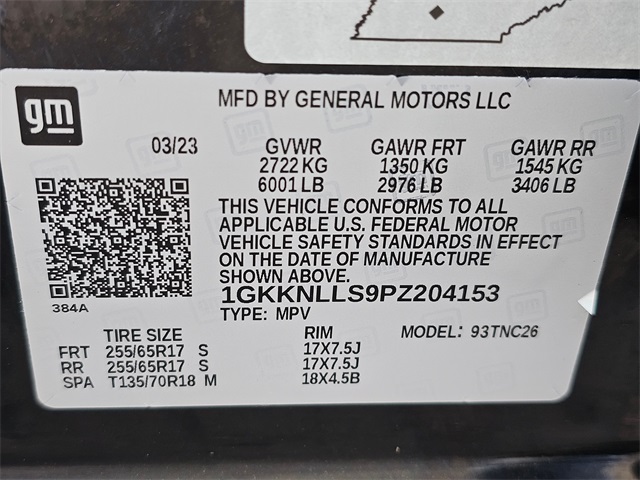 gm
MFD BY GENERAL MOTORS LLC
03/23 GVWR GAWR FRT GAWR RR
2722 KG 1350 KG 1545 KG
6001 LB 2976 LB 3406 LB
THIS VEHICLE CONFORMS TO ALL
APPLICABLE U.S. FEDERAL MOTOR
VEHICLE SAFETY STANDARDS IN EFFECT
ON THE DATE OF MANUFACTURE
SHOWN ABOVE.
1GKKNLLS9PZ204153
384A
TYPE: MPV
TIRE SIZE RIM MODEL: 93TNC26
FRT 255/65R17 S 17X7.5J
RR 255/65R17 S 17X7.5J
SPA T135/70R18 M 18X4.5B